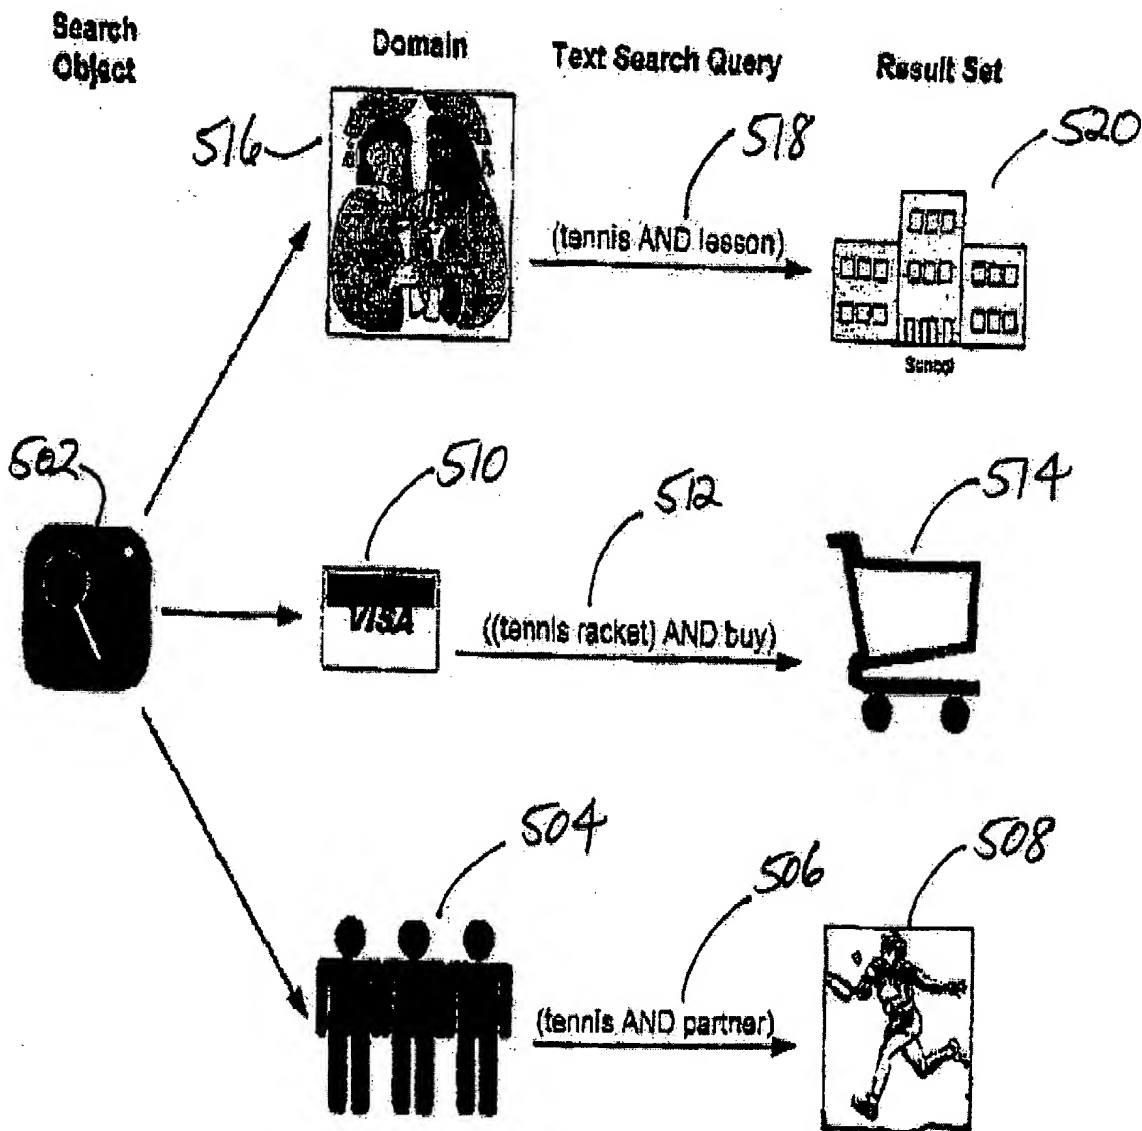 Search
Object
Domain
Text Search Query
Result Set
516
518
520
(tennis AND lesson)
School
502
510
512
514
VISA
((tennis racket) AND buy)
504
506
508
(tennis AND partner)